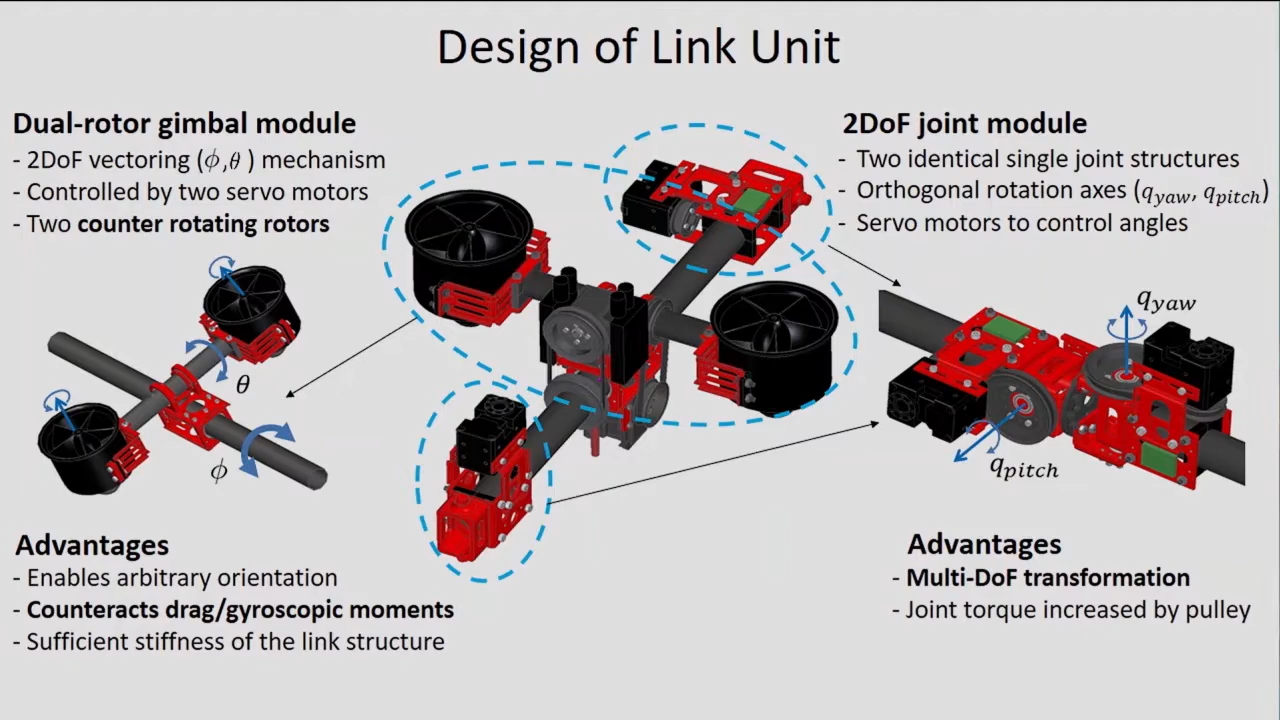 Design of Link Unit
Dual-rotor gimbal module
- 2DoF vectoring (ϕ,θ ) mechanism
- Controlled by two servo motors
- Two counter rotating rotors
θ
ϕ
Advantages
- Enables arbitrary orientation
- Counteracts drag/gyroscopic moments
- Sufficient stiffness of the link structure
2DoF joint module
- Two identical single joint structures
- Orthogonal rotation axes (q_yaw, q_pitch)
- Servo motors to control angles
q_yaw
q_pitch
Advantages
- Multi-DoF transformation
- Joint torque increased by pulley